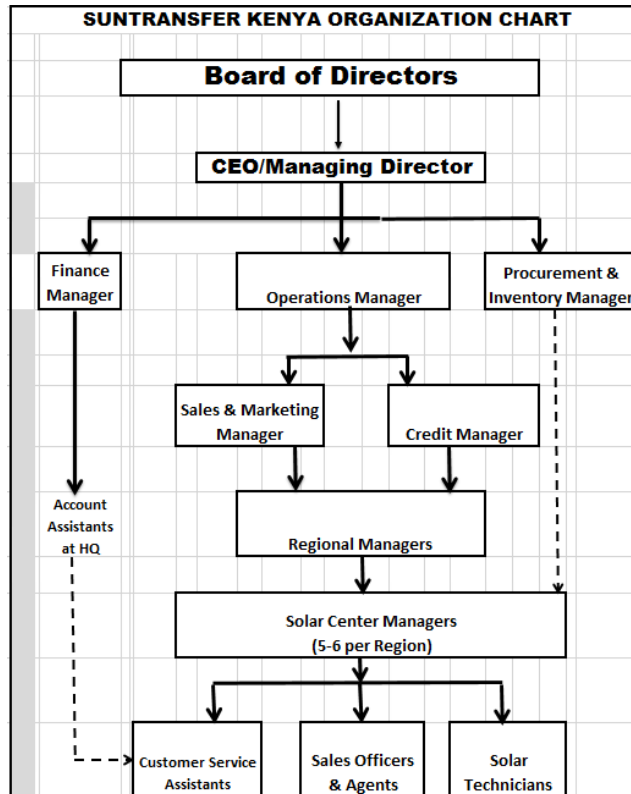 SUNTRANSFER KENYA ORGANIZATION CHART
Board of Directors
CEO/Managing Director
Finance
Manager
Operations Manager
Procurement &
Inventory Manager
Sales & Marketing
Manager
Credit Manager
Account
Assistants
at HQ
Regional Managers
Solar Center Managers
(5-6 per Region)
Customer Service
Assistants
Sales Officers
& Agents
Solar
Technicians